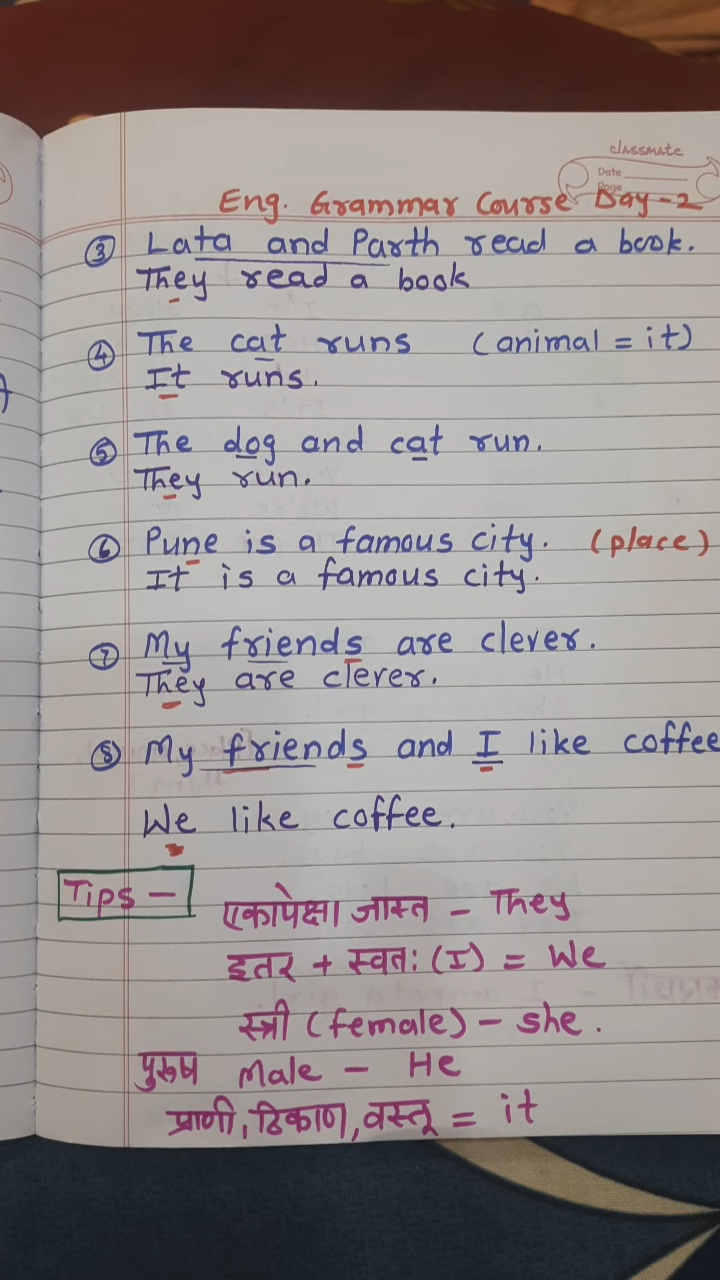 classmate
Date
Page
Eng. Grammar Course Day-2
③ Lata and Parth read a book.
They read a book
④ The cat runs (animal = it)
It runs.
⑤ The dog and cat run.
They run.
⑥ Pune is a famous city. (place)
It is a famous city.
⑦ My friends are clever.
They are clever.
⑧ My friends and I like coffee
We like coffee.
Tips -
एकापेक्षा जास्त - They
इतर + स्वतः (I) = We
स्त्री (female) - she.
पुरूष Male - He
प्राणी, ठिकाण, वस्तू = it